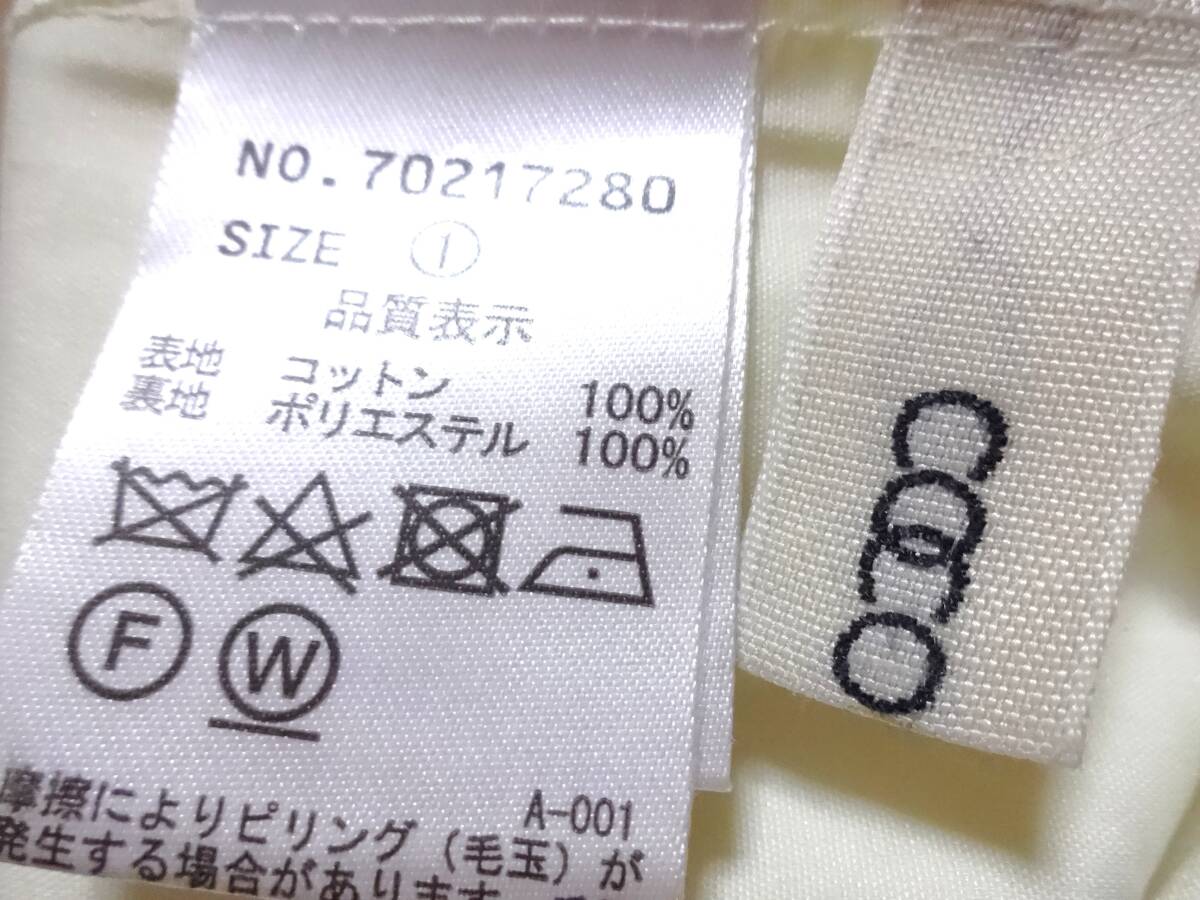 NO.70217280
SIZE ①
品質表示
表地 コットン 100%
裏地 ポリエステル 100%
F W
A-001
摩擦によりピリング(毛玉)が
発生する場合があります